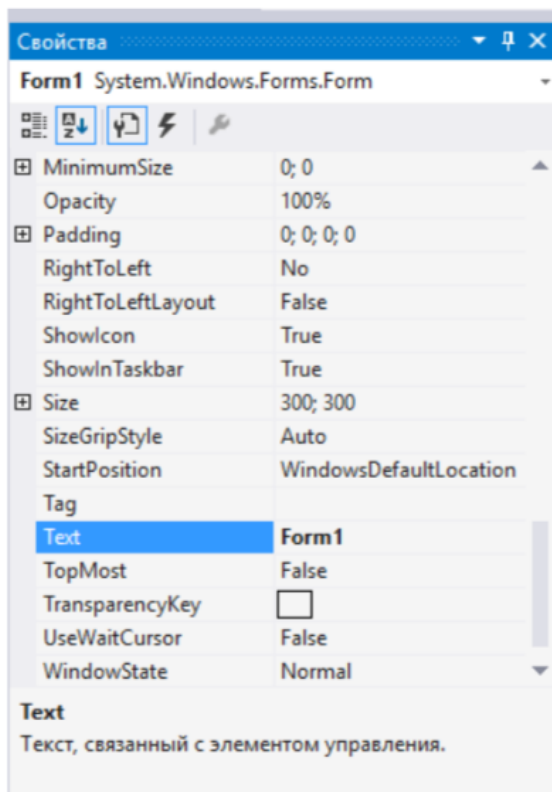 Свойства
Form1 System.Windows.Forms.Form
MinimumSize 0; 0
Opacity 100%
Padding 0; 0; 0; 0
RightToLeft No
RightToLeftLayout False
ShowIcon True
ShowInTaskbar True
Size 300; 300
SizeGripStyle Auto
StartPosition WindowsDefaultLocation
Tag
Text Form1
TopMost False
TransparencyKey
UseWaitCursor False
WindowState Normal
Text
Текст, связанный с элементом управления.